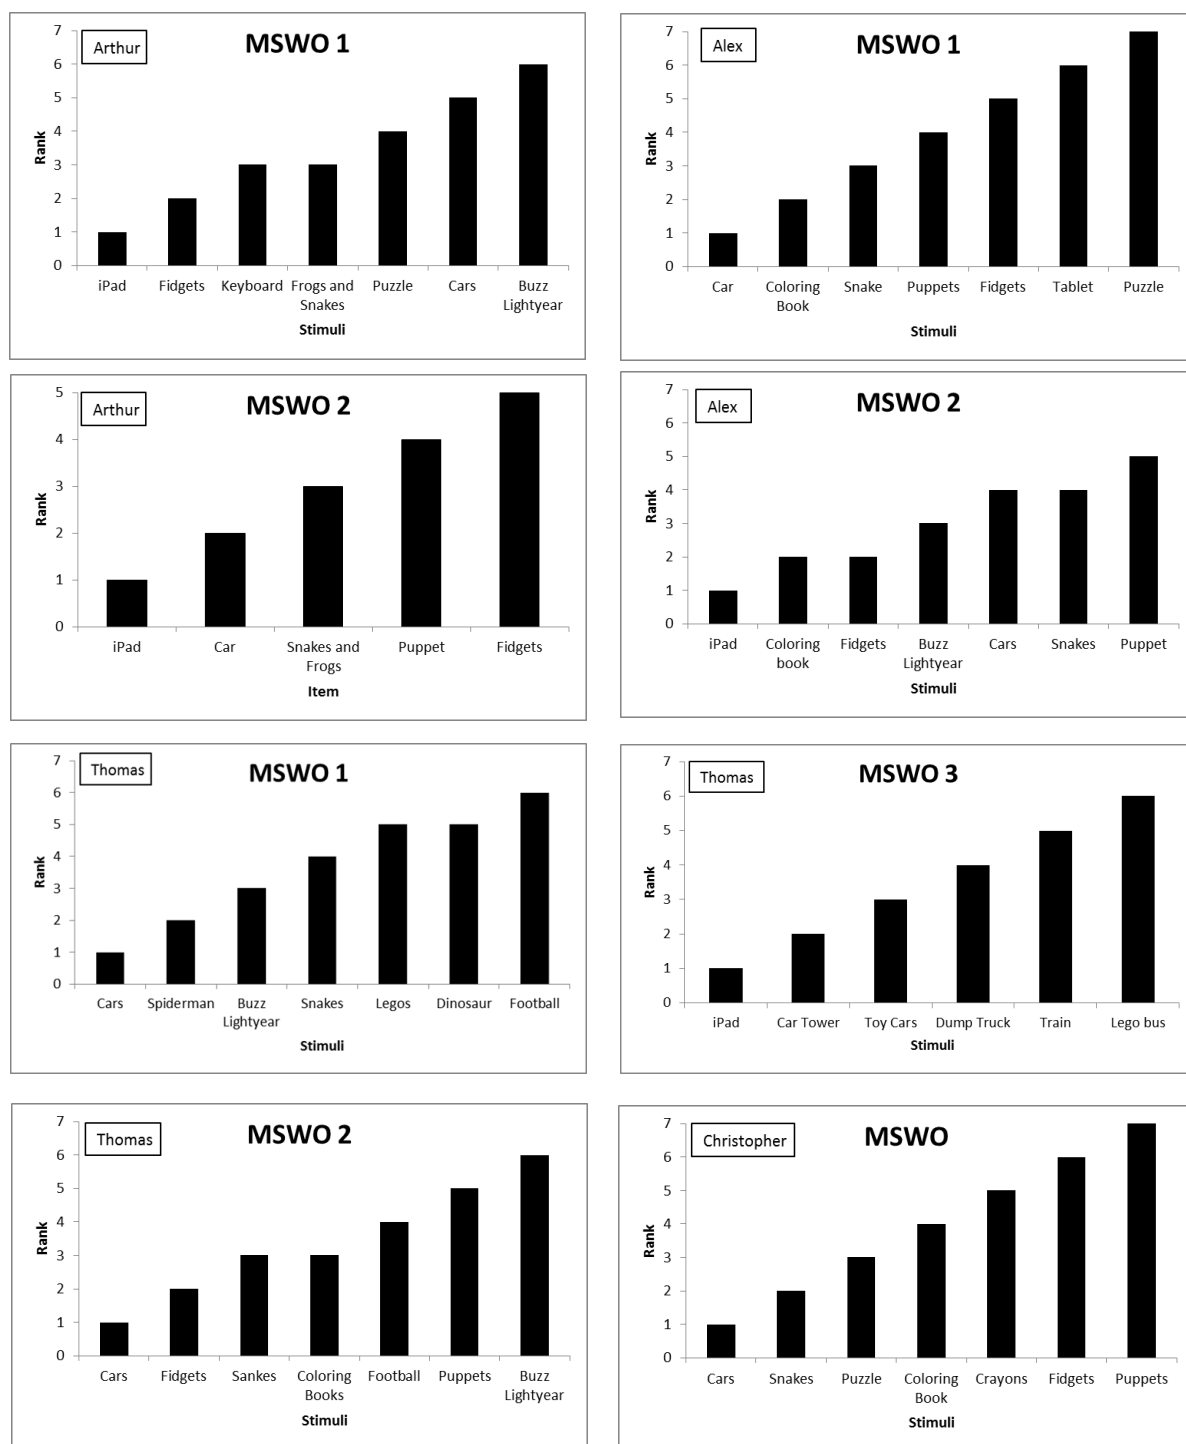 Arthur
MSWO 1
7
6
5
4
3
2
1
0
Rank
iPad Fidgets Keyboard Frogs and Puzzle Cars Buzz
Snakes Lightyear
Stimuli
Alex
MSWO 1
7
6
5
4
3
2
1
0
Rank
Car Coloring Snake Puppets Fidgets Tablet Puzzle
Book
Stimuli
Arthur
MSWO 2
5
4
3
2
1
0
Rank
iPad Car Snakes and Puppet Fidgets
Frogs
Item
Alex
MSWO 2
7
6
5
4
3
2
1
0
Rank
iPad Coloring Fidgets Buzz Cars Snakes Puppet
book Lightyear
Stimuli
Thomas
MSWO 1
7
6
5
4
3
2
1
0
Rank
Cars Spiderman Buzz Snakes Legos Dinosaur Football
Lightyear
Stimuli
Thomas
MSWO 3
7
6
5
4
3
2
1
0
Rank
iPad Car Tower Toy Cars Dump Truck Train Lego bus
Stimuli
Thomas
MSWO 2
7
6
5
4
3
2
1
0
Rank
Cars Fidgets Sankes Coloring Football Puppets Buzz
Books Lightyear
Stimuli
Christopher
MSWO
7
6
5
4
3
2
1
0
Rank
Cars Snakes Puzzle Coloring Crayons Fidgets Puppets
Book
Stimuli